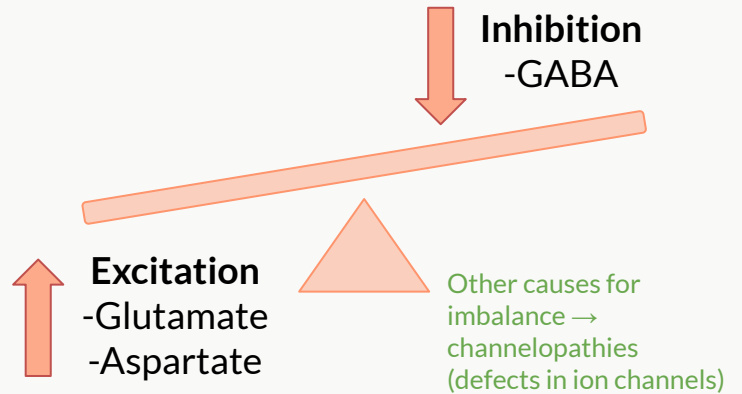 Inhibition
-GABA
Excitation
-Glutamate
-Aspartate
Other causes for
imbalance →
channelopathies
(defects in ion channels)